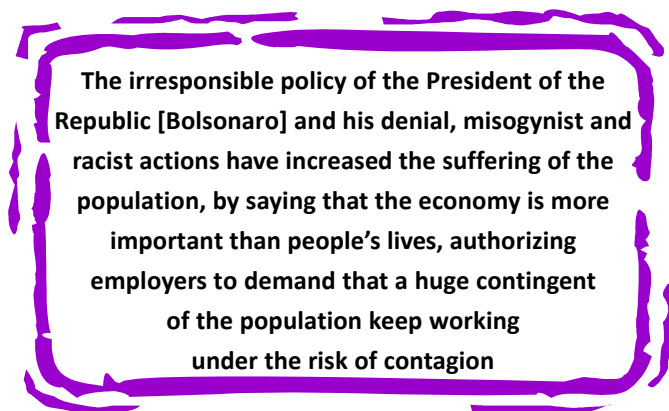 The irresponsible policy of the President of the
Republic [Bolsonaro] and his denial, misogynist and
racist actions have increased the suffering of the
population, by saying that the economy is more
important than people’s lives, authorizing
employers to demand that a huge contingent
of the population keep working
under the risk of contagion